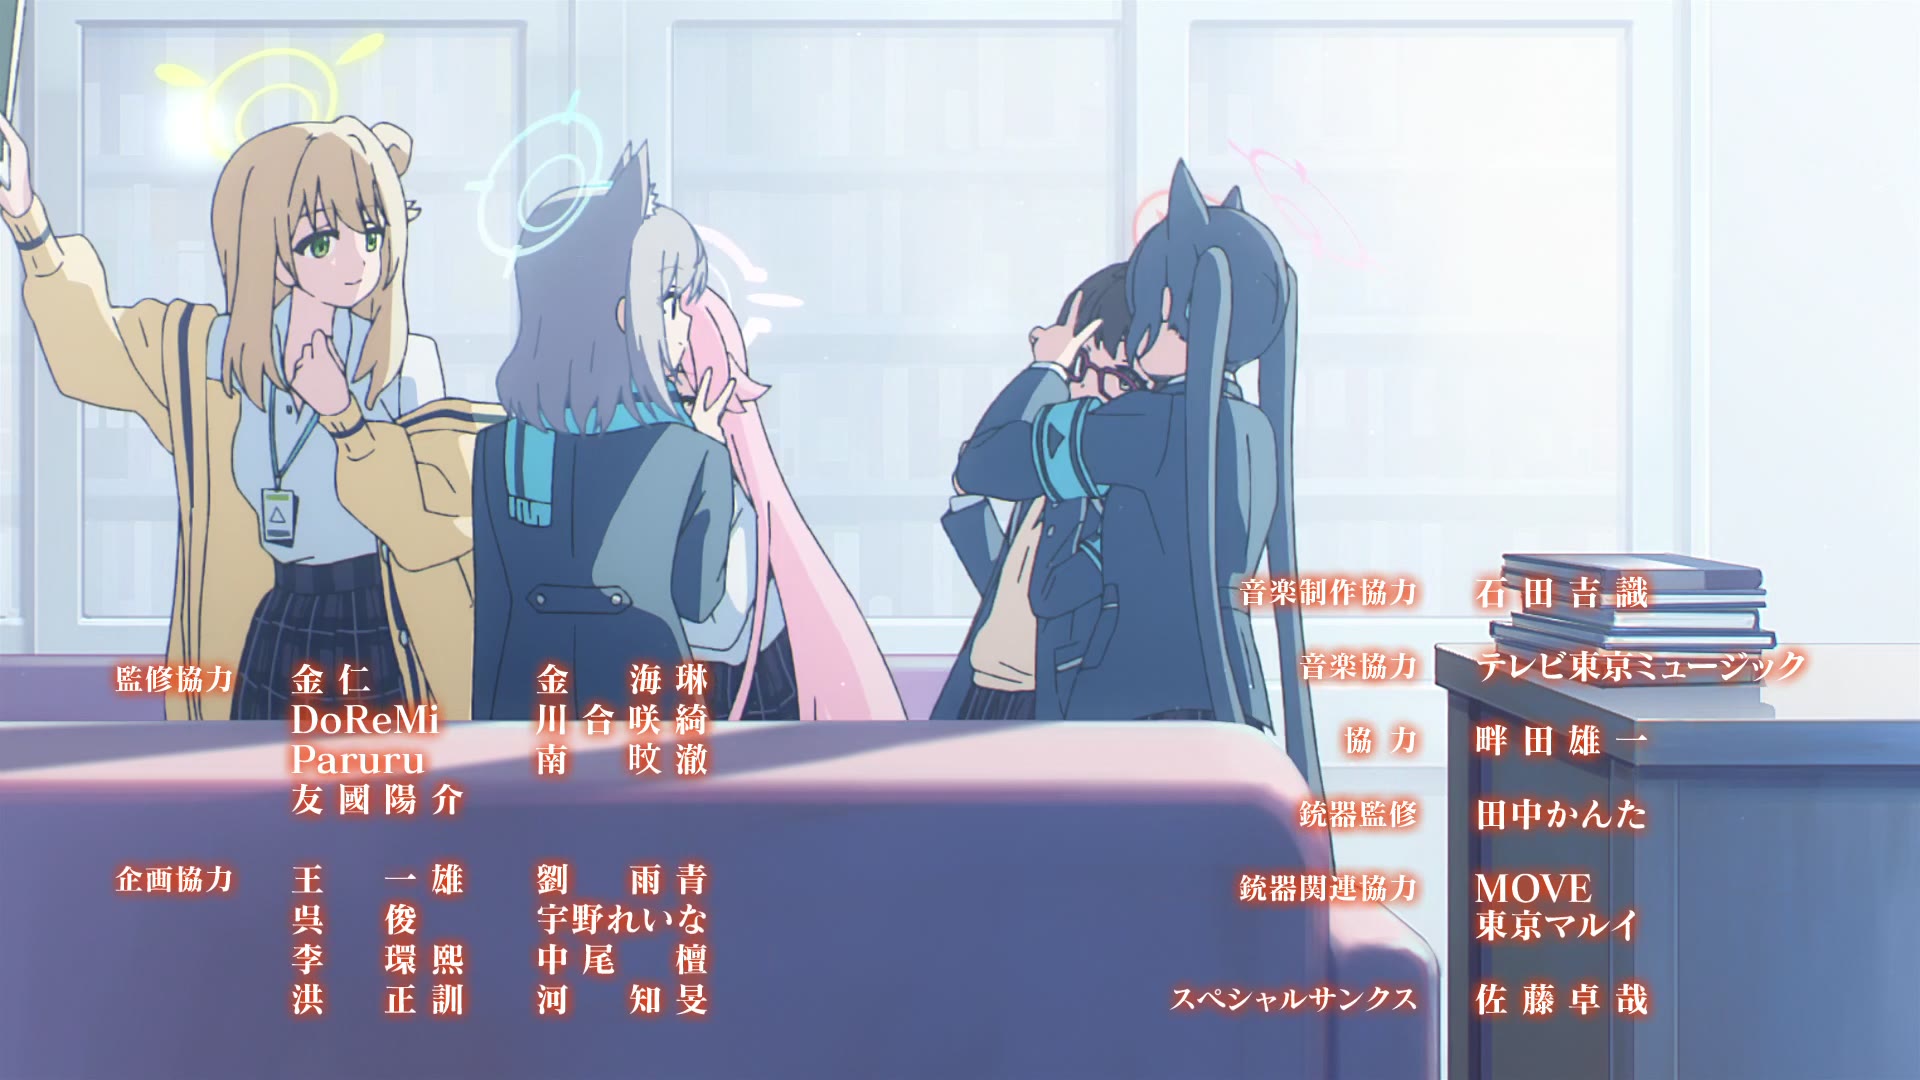 監修協力 金仁 金海琳
DoReMi 川合咲綺
Paruru 南旼澈
友國陽介
企画協力 王一雄 劉雨青
呉俊 宇野れいな
李環熙 中尾檀
洪正訓 河知旻
音楽制作協力 石田吉識
音楽協力 テレビ東京ミュージック
協力 畔田雄一
銃器監修 田中かんた
銃器関連協力 MOVE
東京マルイ
スペシャルサンクス 佐藤卓哉